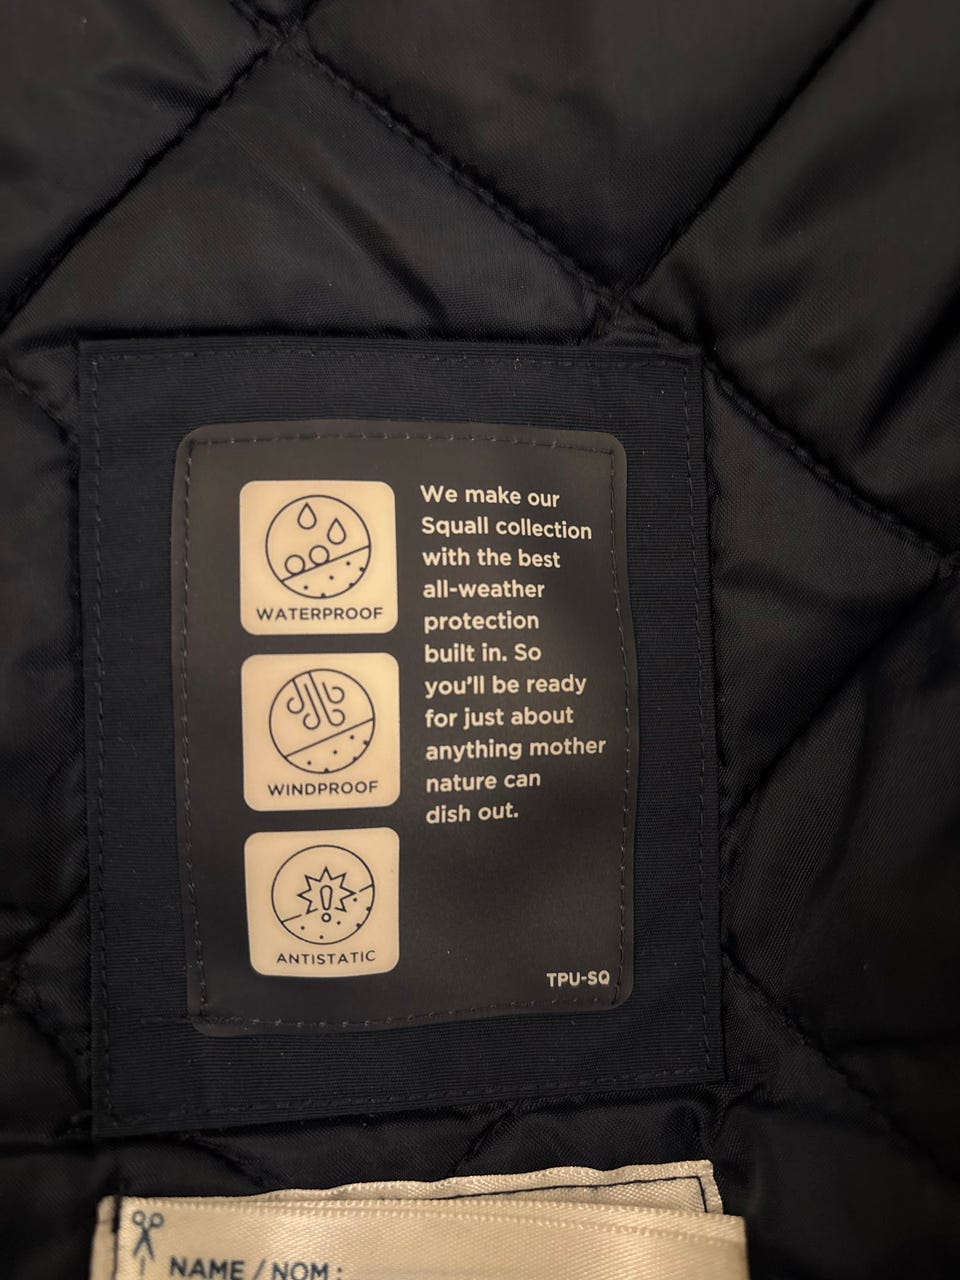 WATERPROOF
WINDPROOF
ANTISTATIC
We make our
Squall collection
with the best
all-weather
protection
built in. So
you'll be ready
for just about
anything mother
nature can
dish out.
TPU-SQ
NAME / NOM :